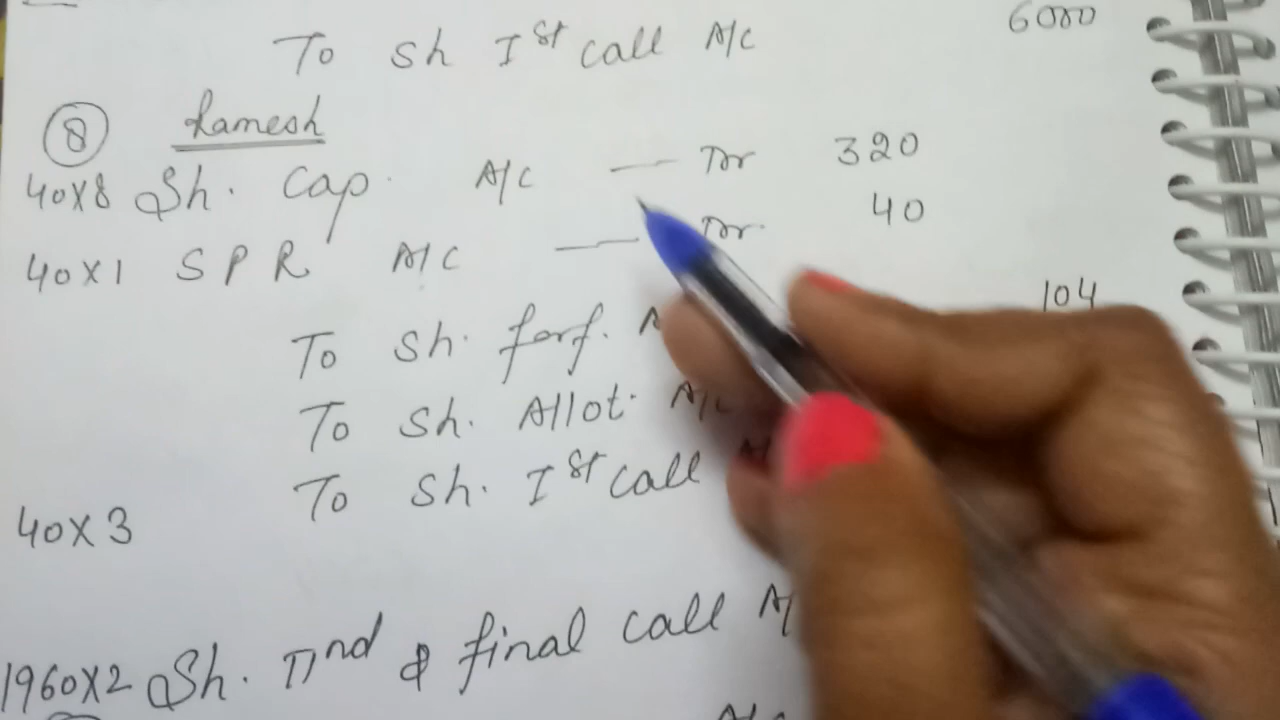 To Sh Ist call A/C 6000
⑧ Ramesh
40X8 Sh. Cap. A/C — Dr 320
40X1 SPR A/C — Dr. 40
To Sh. forf. A 104
To Sh. Allot. A/C
To Sh. Ist call
40X3
1960X2 Sh. IInd & final call A/
A/C